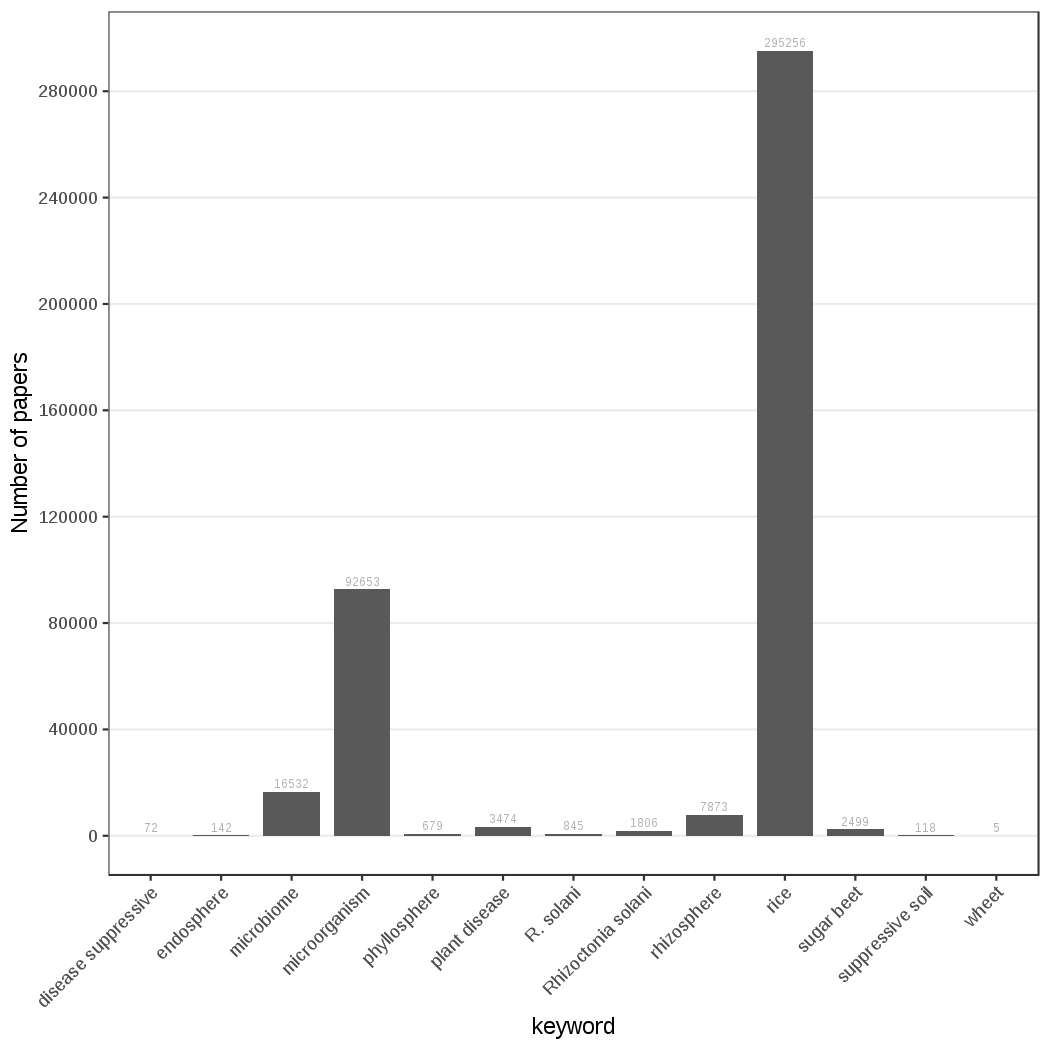 295256
280000
240000
200000
160000
120000
92653
80000
40000
16532
7873
3474
2499
1806
845
679
142
118
72
5
0
Number of papers
disease suppressive
endosphere
microbiome
microorganism
phyllosphere
plant disease
R. solani
Rhizoctonia solani
rhizosphere
rice
sugar beet
suppressive soil
wheet
keyword